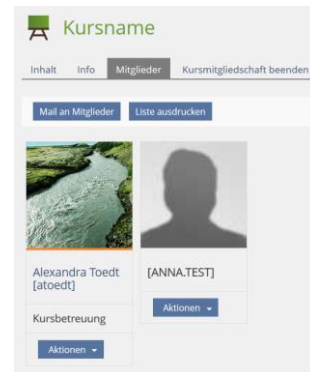 Kursname
Inhalt Info Mitglieder Kursmitgliedschaft beenden
Mail an Mitglieder Liste ausdrucken
Alexandra Toedt
[atoedt]
Kursbetreuung
Aktionen
[ANNA.TEST]
Aktionen